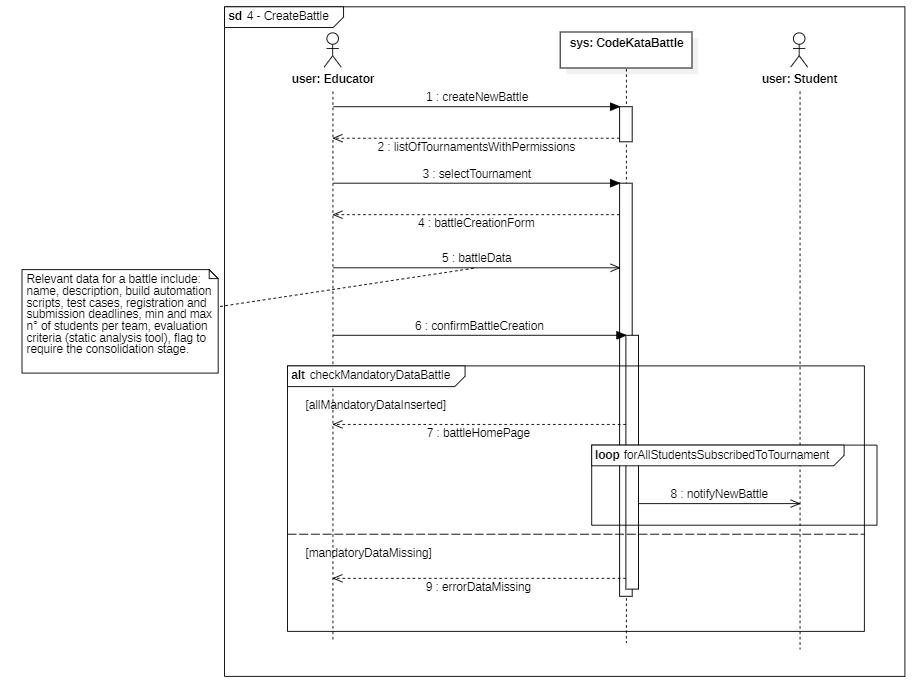 sd 4 - CreateBattle
user: Educator
sys: CodeKataBattle
user: Student
1 : createNewBattle
2 : listOfTournamentsWithPermissions
3 : selectTournament
4 : battleCreationForm
5 : battleData
Relevant data for a battle include:
name, description, build automation
scripts, test cases, registration and
submission deadlines, min and max
n° of students per team, evaluation
criteria (static analysis tool), flag to
require the consolidation stage.
6 : confirmBattleCreation
alt checkMandatoryDataBattle
[allMandatoryDataInserted]
7 : battleHomePage
loop forAllStudentsSubscribedToTournament
8 : notifyNewBattle
[mandatoryDataMissing]
9 : errorDataMissing